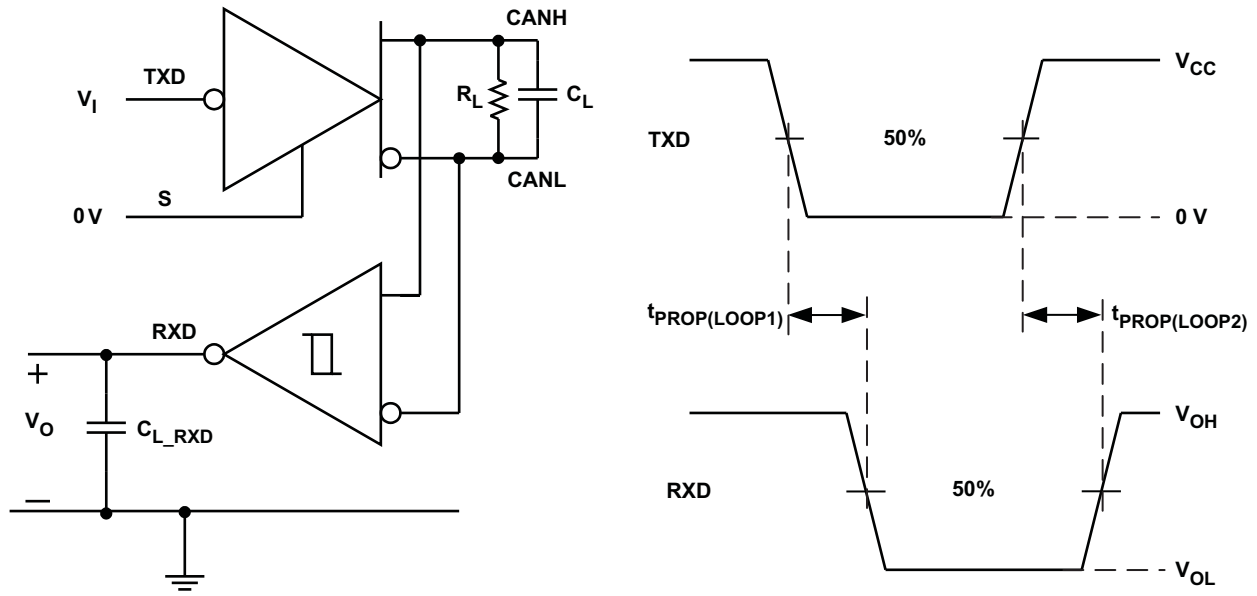 CANH
TXD
V_I
R_L
C_L
CANL
S
0 V
RXD
+
V_O
C_L_RXD
–
V_CC
TXD
50%
0 V
t_PROP(LOOP1)
t_PROP(LOOP2)
V_OH
RXD
50%
V_OL